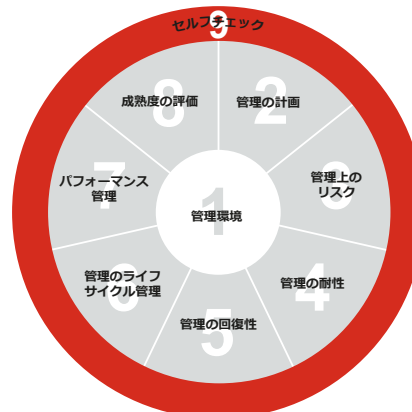 9
セルフチェック
8
成熟度の評価
2
管理の計画
7
パフォーマンス
管理
3
管理上の
リスク
1
管理環境
6
管理のライフ
サイクル管理
4
管理の耐性
5
管理の回復性